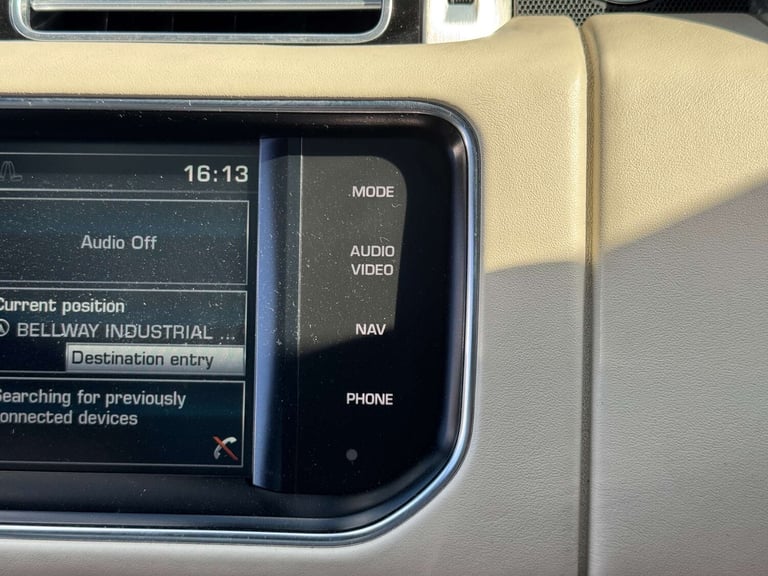 16:13
MODE
Audio Off
AUDIO
VIDEO
Current position
BELLWAY INDUSTRIAL ...
NAV
Destination entry
Searching for previously
connected devices
PHONE